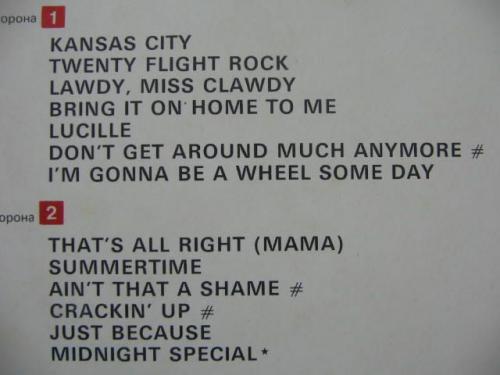 орона 1
KANSAS CITY
TWENTY FLIGHT ROCK
LAWDY, MISS CLAWDY
BRING IT ON HOME TO ME
LUCILLE
DON'T GET AROUND MUCH ANYMORE #
I'M GONNA BE A WHEEL SOME DAY
орона 2
THAT'S ALL RIGHT (MAMA)
SUMMERTIME
AIN'T THAT A SHAME #
CRACKIN' UP #
JUST BECAUSE
MIDNIGHT SPECIAL*